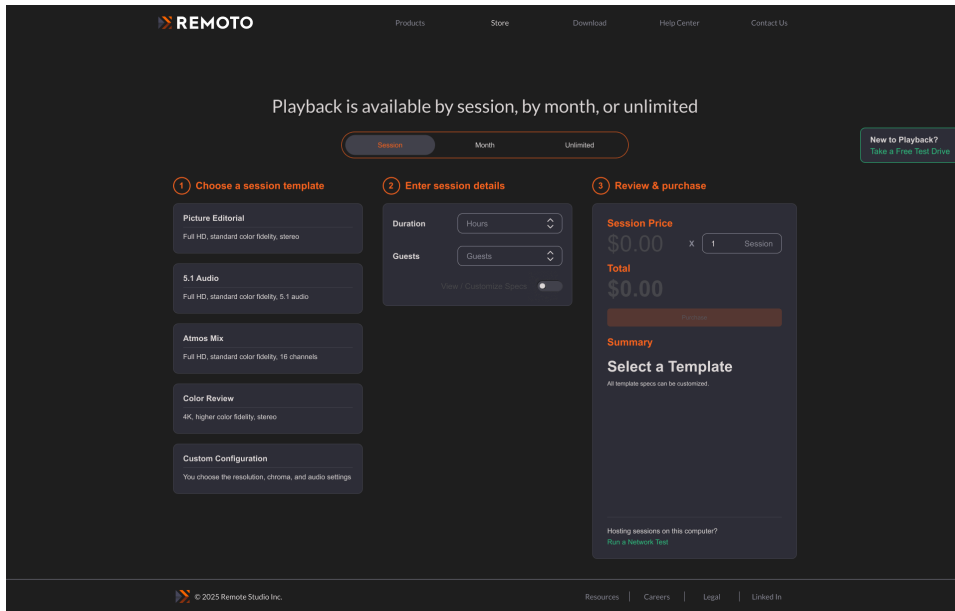 REMOTO
Products
Store
Download
Help Center
Contact Us
Playback is available by session, by month, or unlimited
Session
Month
Unlimited
New to Playback?
Take a Free Test Drive
1 Choose a session template
Picture Editorial
Full HD, standard color fidelity, stereo
5.1 Audio
Full HD, standard color fidelity, 5.1 audio
Atmos Mix
Full HD, standard color fidelity, 16 channels
Color Review
4K, higher color fidelity, stereo
Custom Configuration
You choose the resolution, chroma, and audio settings
2 Enter session details
Duration Hours
Guests Guests
View / Customize Specs
3 Review & purchase
Session Price
$0.00 X 1 Session
Total
$0.00
Purchase
Summary
Select a Template
All template specs can be customized.
Hosting sessions on this computer?
Run a Network Test
© 2025 Remote Studio Inc.
Resources
Careers
Legal
Linked In